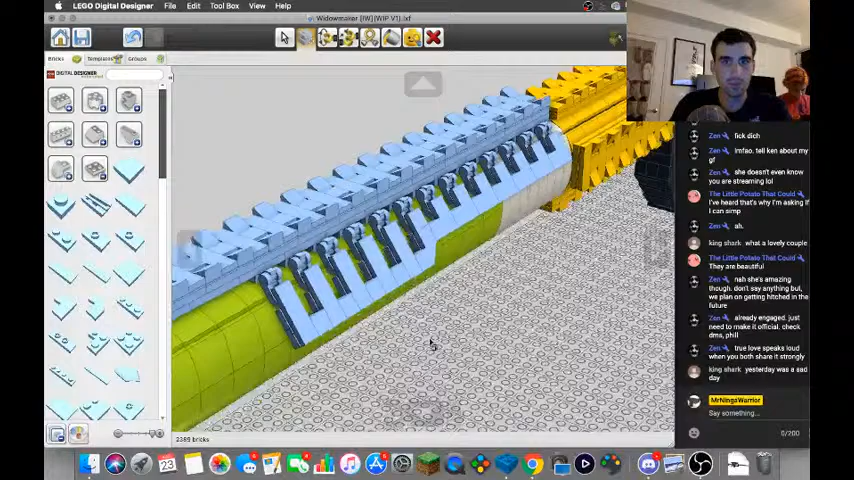 LEGO Digital Designer File Edit Tool Box View Help
Widowmaker [IW](WIP V1).lxf
Bricks Templates Groups
DIGITAL DESIGNER
2389 bricks
Zen fick dich
Zen lmfao. tell ken about my
gf
Zen she doesn't even know
you are streaming lol
The Little Potato That Could
I've heard that's why I'm asking if
I can simp
Zen ah.
king shark what a lovely couple
The Little Potato That Could
They are beautiful
Zen nah she's amazing
though. don't say anything but, we
plan on getting hitched in the
future
Zen already engaged. just
need to make it official. check
dms, phill
Zen true love speaks loud
when you both share it strongly
king shark yesterday was a sad
day
MrNingaWarrior
Say something...
0/200
23